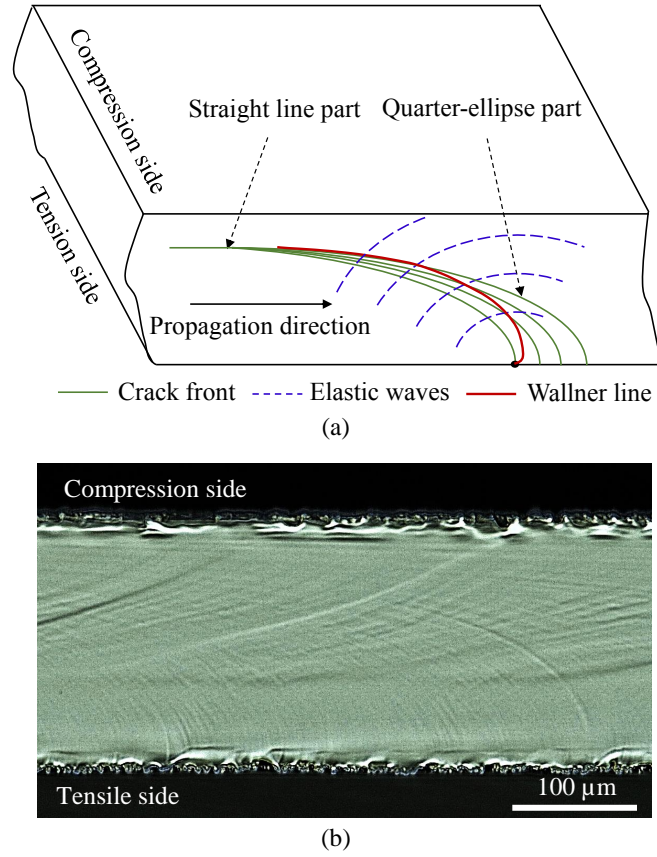 Compression side
Tension side
Straight line part
Quarter-ellipse part
Propagation direction
Crack front
Elastic waves
Wallner line
(a)
Compression side
Tensile side
100 µm
(b)